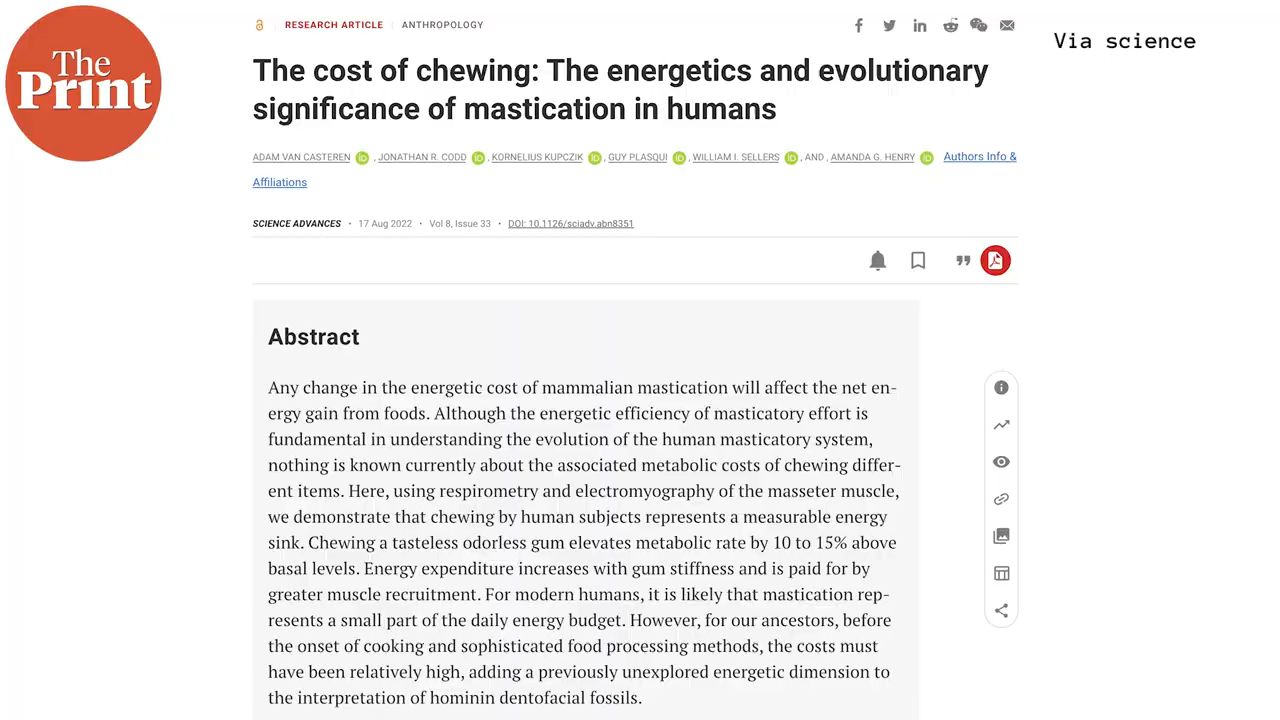 The
Print
RESEARCH ARTICLE ANTHROPOLOGY
Via science
The cost of chewing: The energetics and evolutionary
significance of mastication in humans
ADAM VAN CASTEREN iD , JONATHAN R. CODD iD , KORNELIUS KUPCZIK iD , GUY PLASQUI iD , WILLIAM I. SELLERS iD , AND , AMANDA G. HENRY iD Authors Info &
Affiliations
SCIENCE ADVANCES • 17 Aug 2022 • Vol 8, Issue 33 • DOI: 10.1126/sciadv.abn8351
Abstract
Any change in the energetic cost of mammalian mastication will affect the net en-
ergy gain from foods. Although the energetic efficiency of masticatory effort is
fundamental in understanding the evolution of the human masticatory system,
nothing is known currently about the associated metabolic costs of chewing differ-
ent items. Here, using respirometry and electromyography of the masseter muscle,
we demonstrate that chewing by human subjects represents a measurable energy
sink. Chewing a tasteless odorless gum elevates metabolic rate by 10 to 15% above
basal levels. Energy expenditure increases with gum stiffness and is paid for by
greater muscle recruitment. For modern humans, it is likely that mastication rep-
resents a small part of the daily energy budget. However, for our ancestors, before
the onset of cooking and sophisticated food processing methods, the costs must
have been relatively high, adding a previously unexplored energetic dimension to
the interpretation of hominin dentofacial fossils.